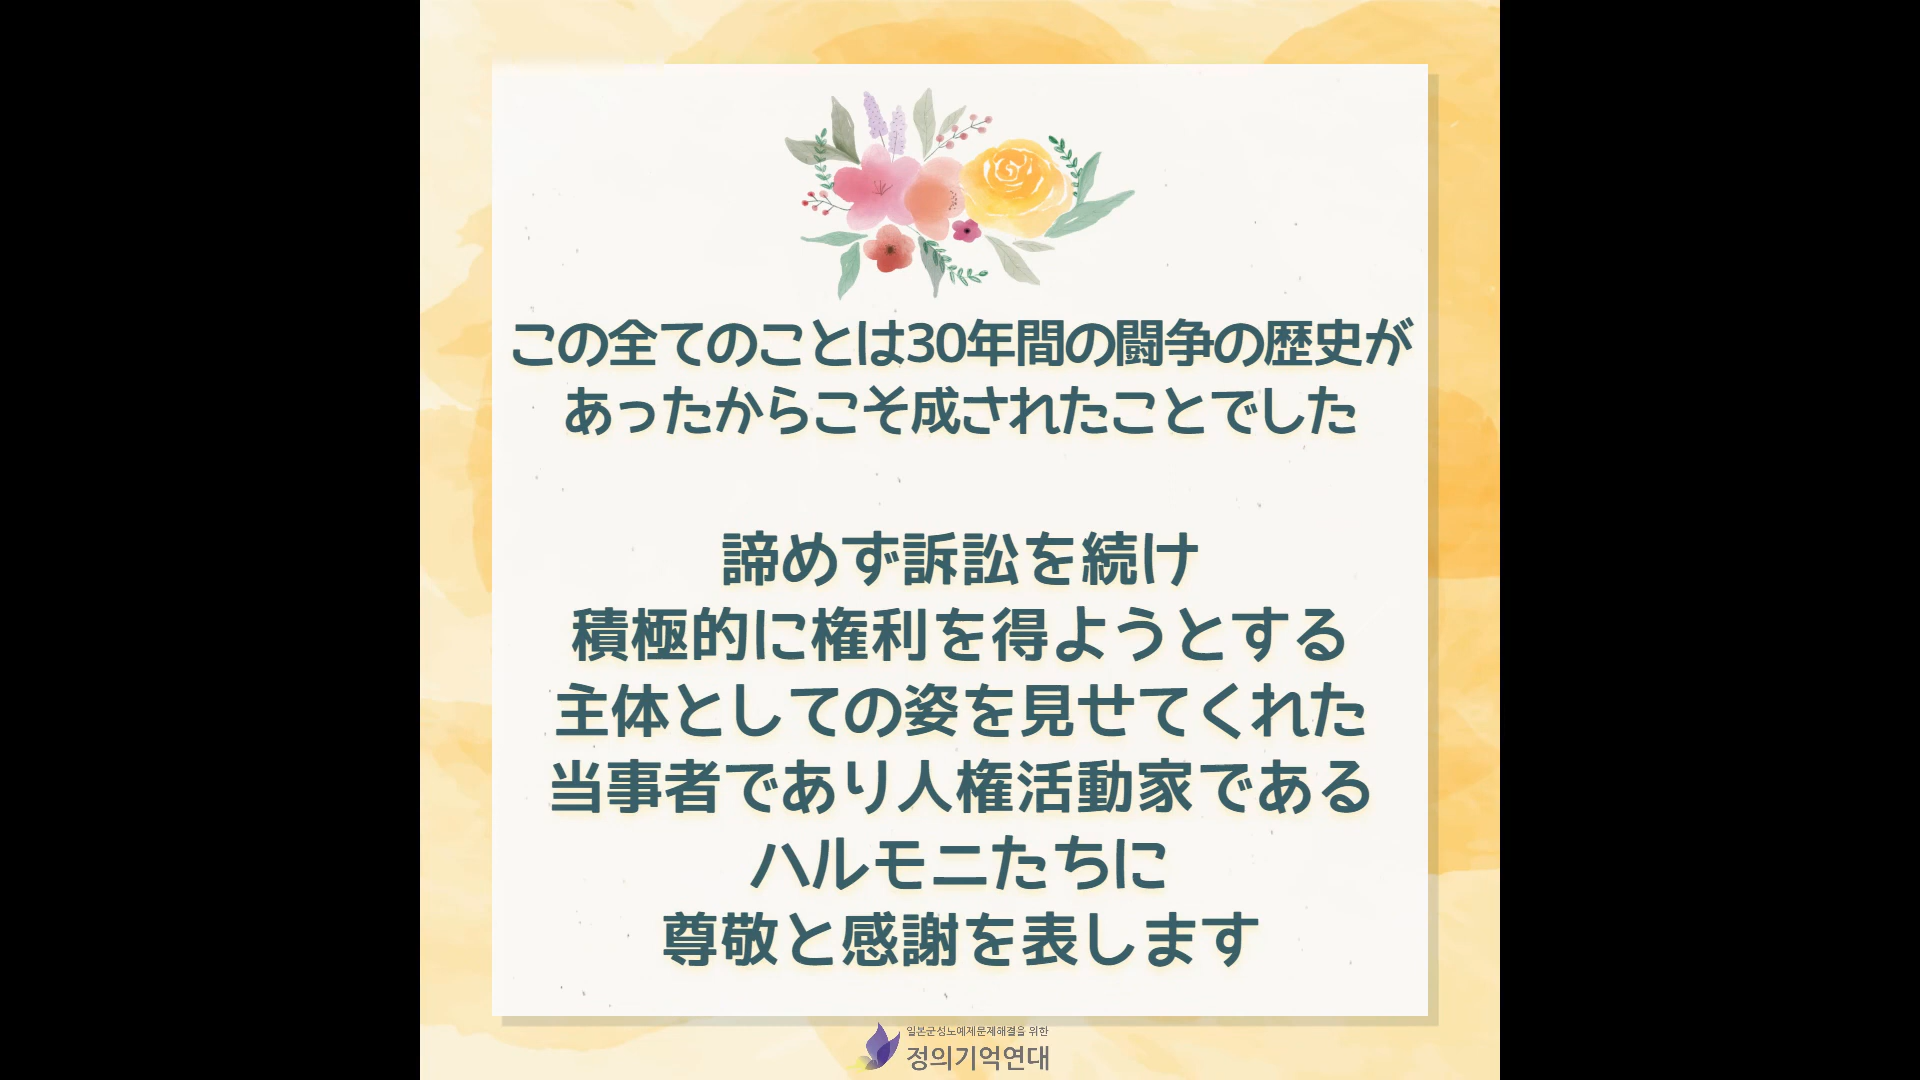 この全てのことは30年間の闘争の歴史が
あったからこそ成されたことでした
諦めず訴訟を続け
積極的に権利を得ようとする
主体としての姿を見せてくれた
当事者であり人権活動家である
ハルモニたちに
尊敬と感謝を表します
일본군성노예제문제해결을 위한
정의기억연대